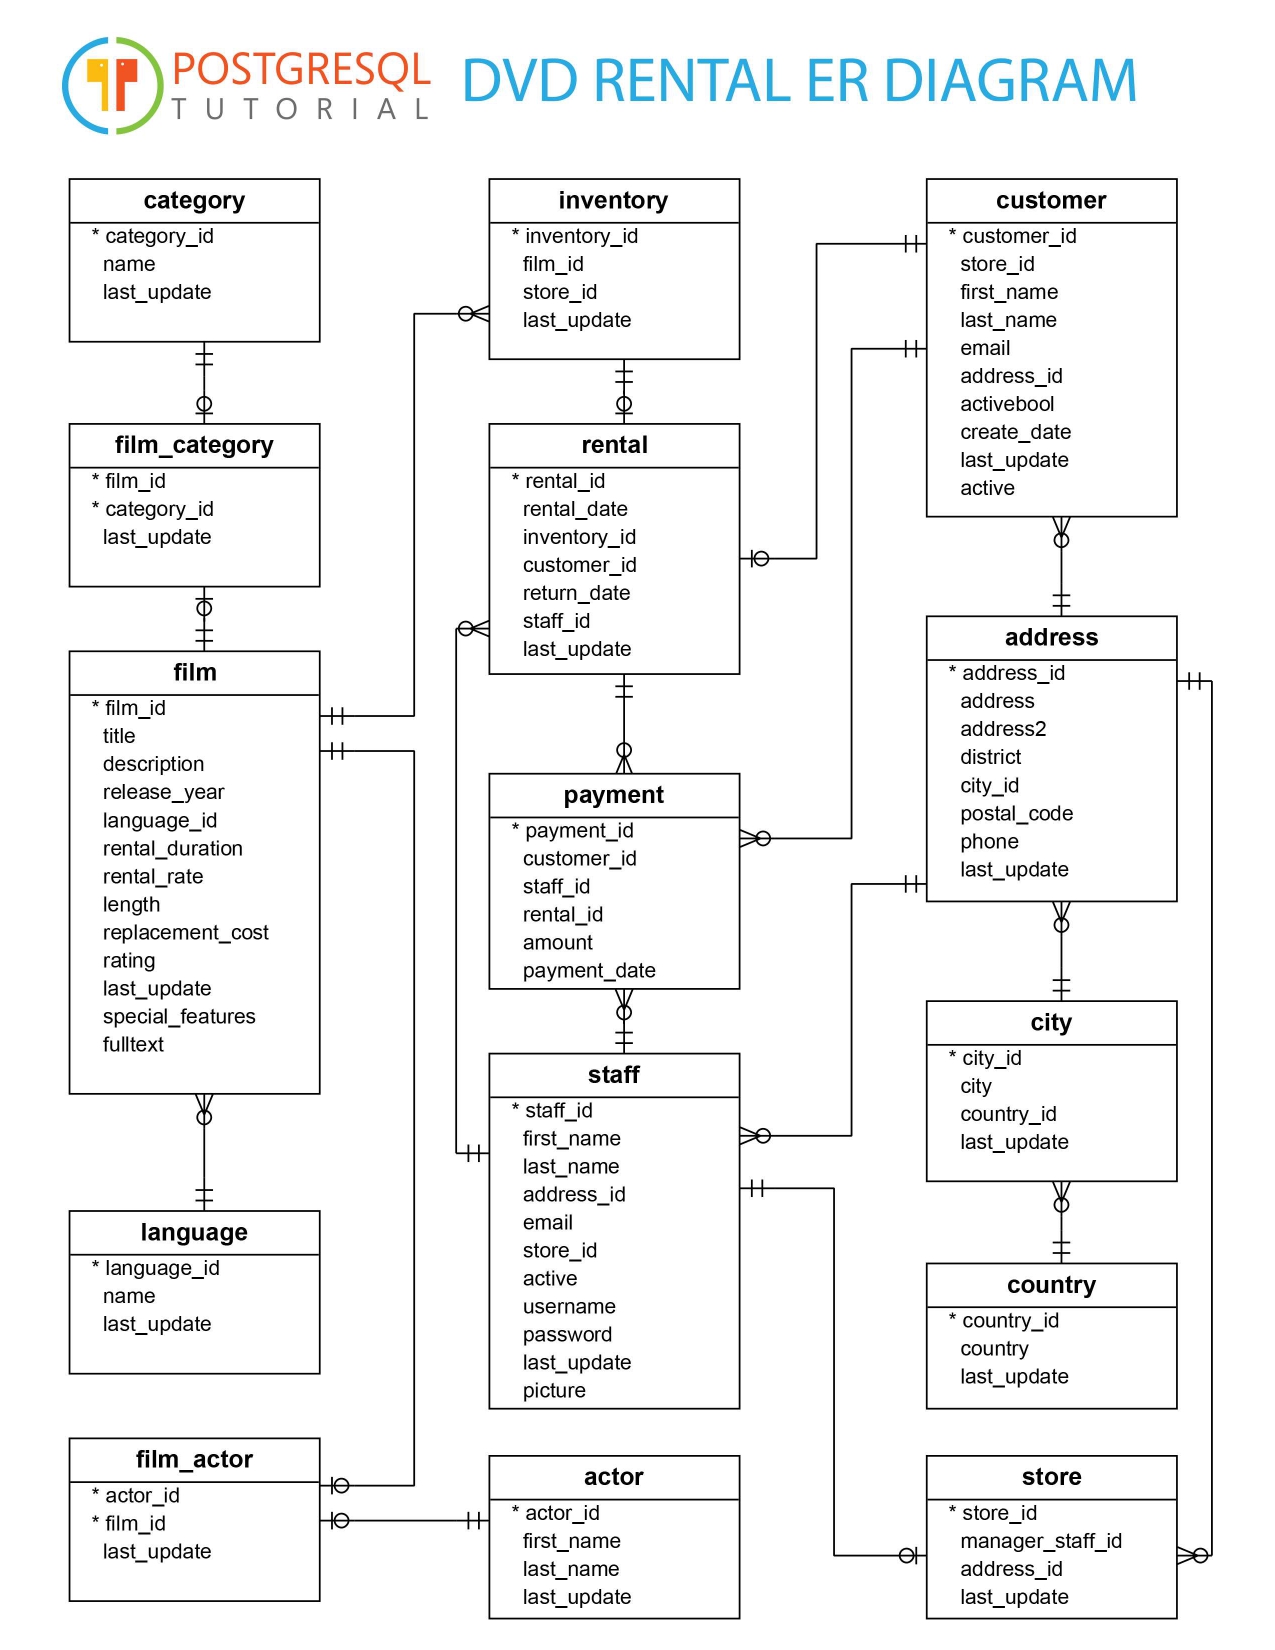 POSTGRESQL
TUTORIAL
DVD RENTAL ER DIAGRAM
category
* category_id
name
last_update
film_category
* film_id
* category_id
last_update
film
* film_id
title
description
release_year
language_id
rental_duration
rental_rate
length
replacement_cost
rating
last_update
special_features
fulltext
language
* language_id
name
last_update
film_actor
* actor_id
* film_id
last_update
inventory
* inventory_id
film_id
store_id
last_update
rental
* rental_id
rental_date
inventory_id
customer_id
return_date
staff_id
last_update
payment
* payment_id
customer_id
staff_id
rental_id
amount
payment_date
staff
* staff_id
first_name
last_name
address_id
email
store_id
active
username
password
last_update
picture
actor
* actor_id
first_name
last_name
last_update
customer
* customer_id
store_id
first_name
last_name
email
address_id
activebool
create_date
last_update
active
address
* address_id
address
address2
district
city_id
postal_code
phone
last_update
city
* city_id
city
country_id
last_update
country
* country_id
country
last_update
store
* store_id
manager_staff_id
address_id
last_update